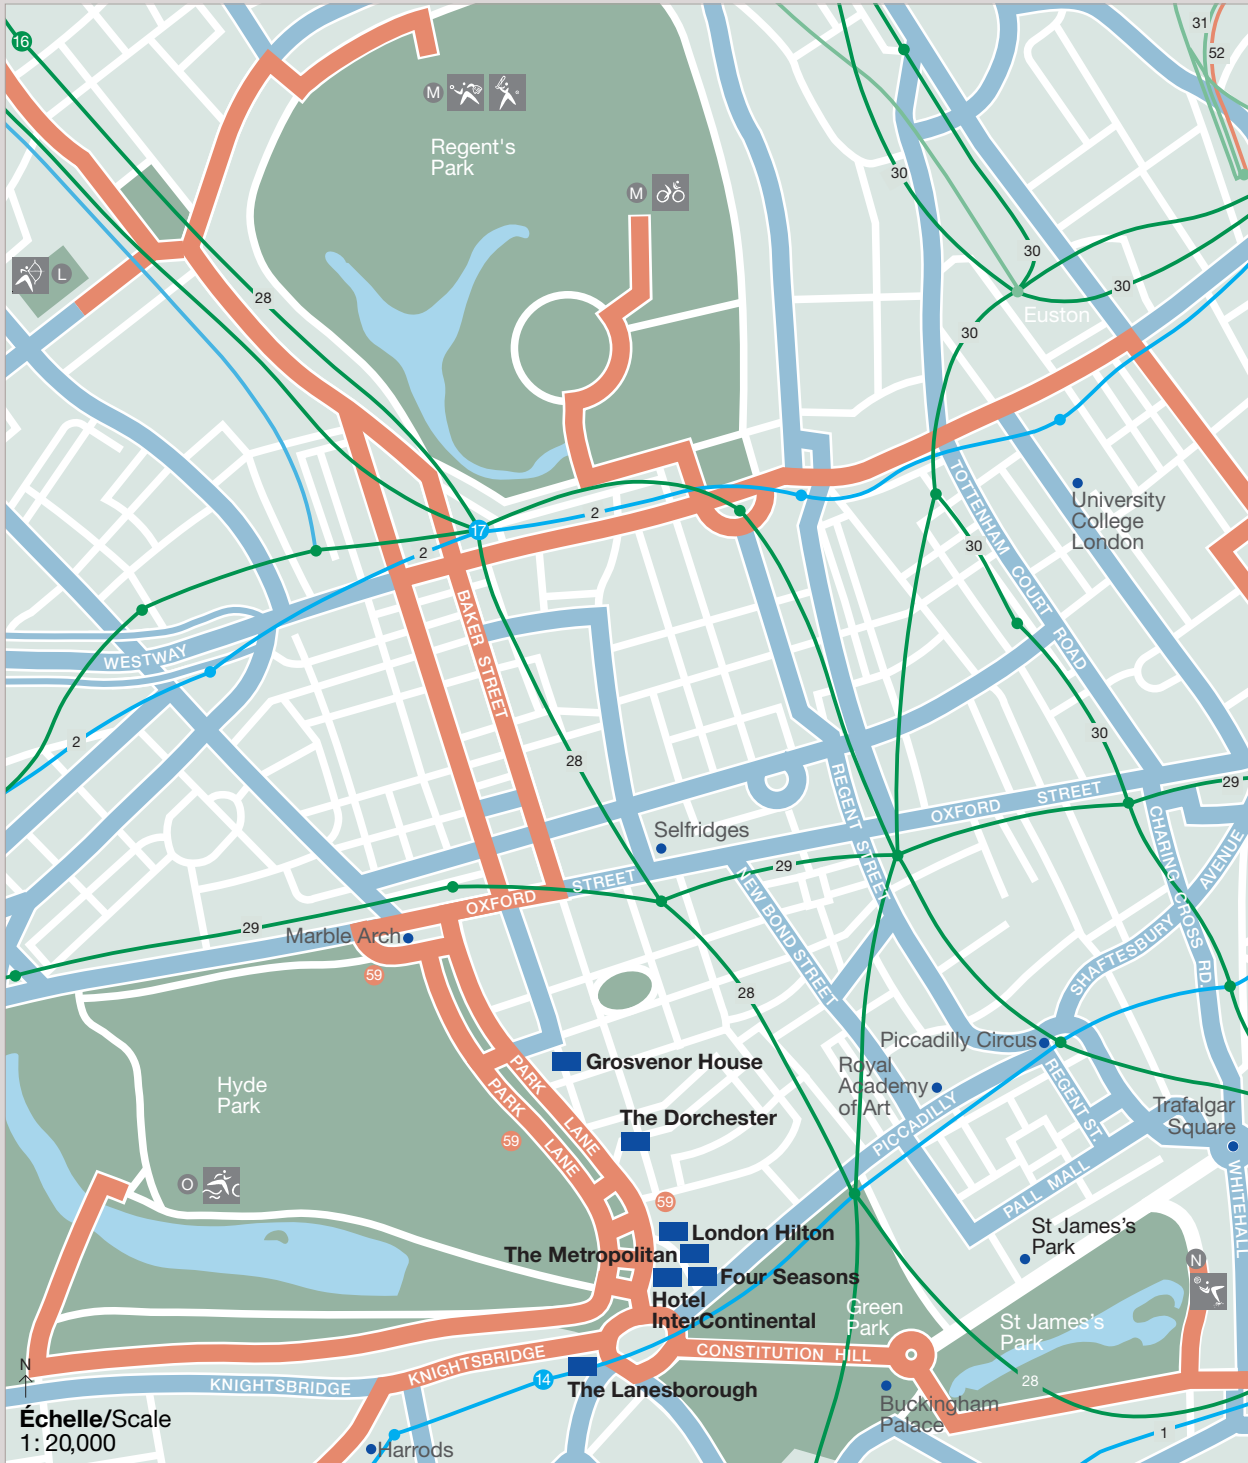 31
52
16
M
Regent's
Park
30
M
30
L
28
30
30
Euston
2
17
2
30
TOTTENHAM COURT ROAD
University
College
London
BAKER STREET
WESTWAY
2
28
30
29
REGENT STREET
OXFORD STREET
CHARING CROSS RD.
AVENUE
SHAFTESBURY
Selfridges
29
OXFORD STREET
NEW BOND STREET
29
Marble Arch
59
28
Piccadilly Circus
Grosvenor House
Royal
Academy
of Art
REGENT ST.
Hyde
Park
PARK LANE
PARK LANE
The Dorchester
59
PICCADILLY
Trafalgar
Square
PALL MALL
WHITEHALL
O
59
London Hilton
St James's
Park
The Metropolitan
Four Seasons
N
Hotel
InterContinental
Green
Park
St James's
Park
CONSTITUTION HILL
KNIGHTSBRIDGE
N
KNIGHTSBRIDGE
14
The Lanesborough
28
Buckingham
Palace
Échelle/Scale
1: 20,000
Harrods
1